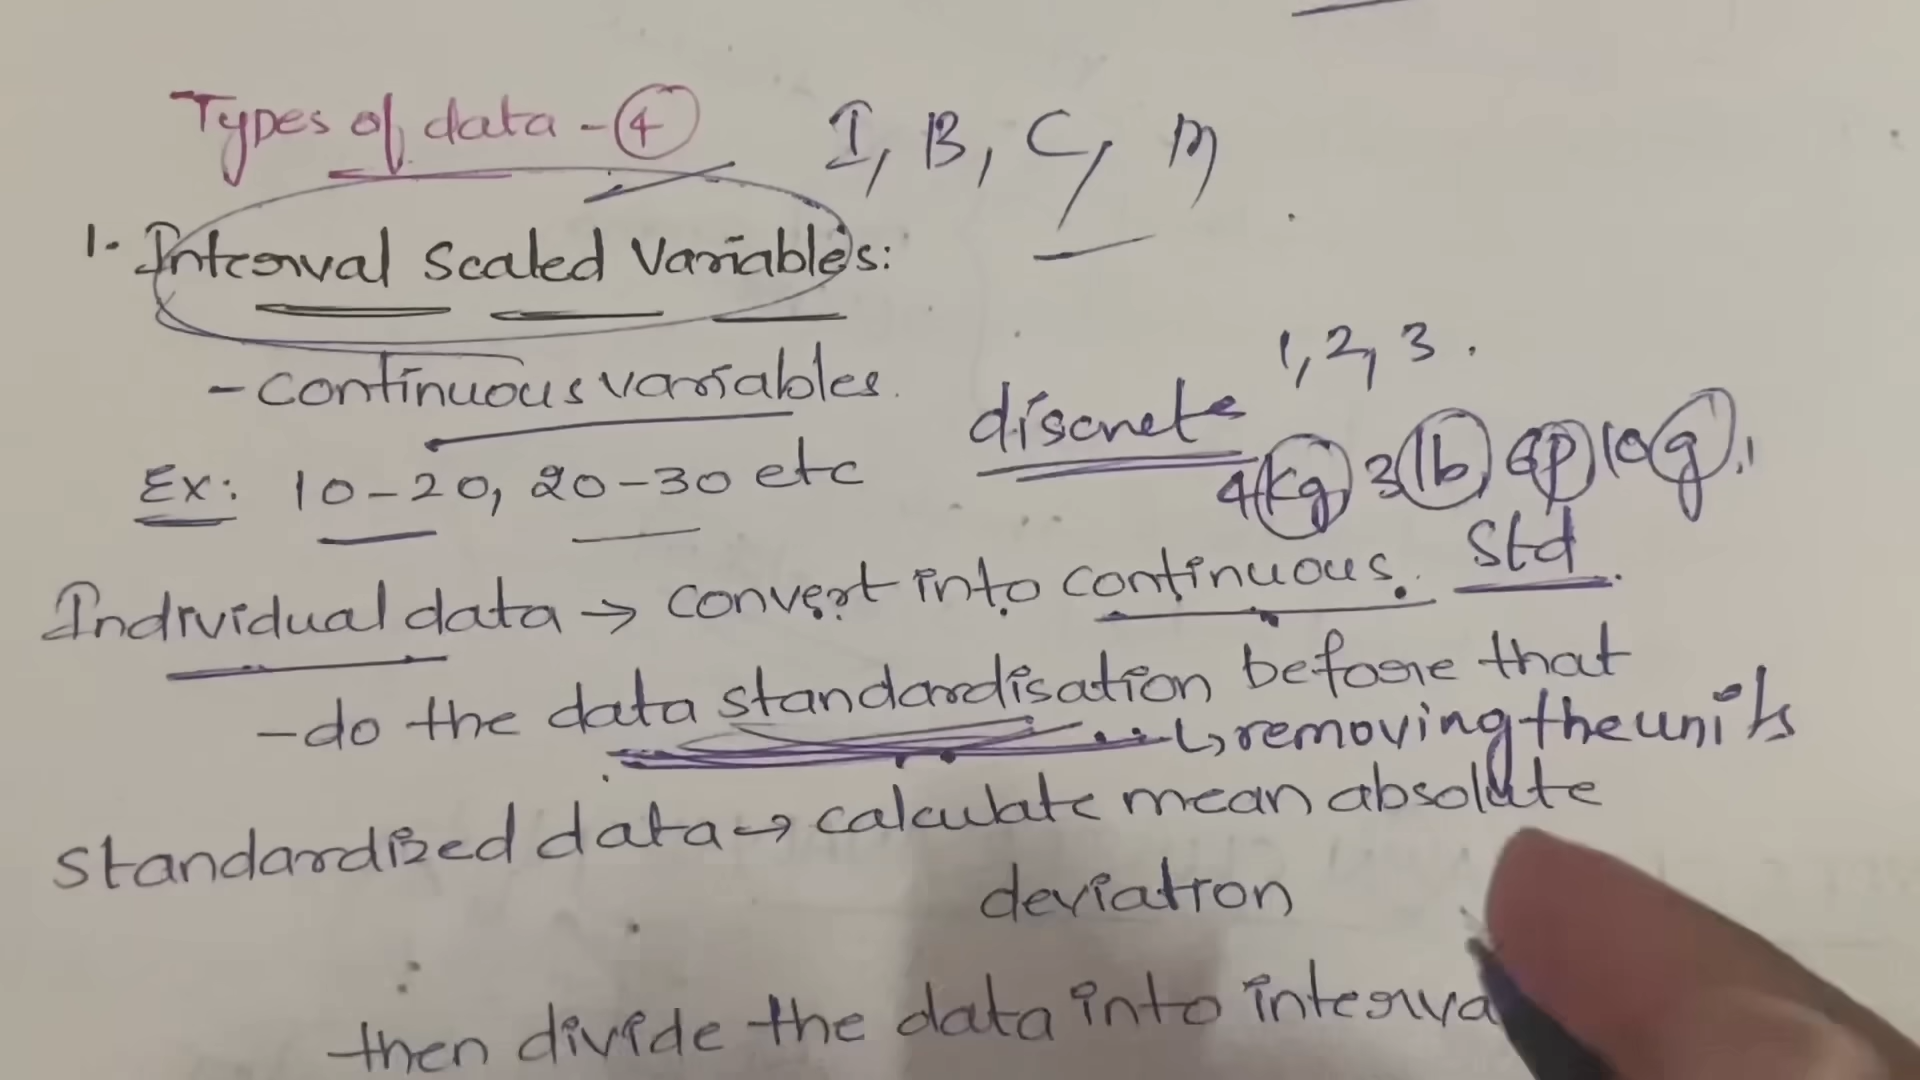 Types of data - 4 I, B, C, M
1. Interval Scaled Variables:
- continuous variables.
discrete 1, 2, 3.
Ex: 10-20, 20-30 etc
4kg 3lb 10g
Individual data → convert into continuous. Std
- do the data standardisation before that
↳ removing the units
standardized data → calculate mean absolute
deviation
then divide the data into interva